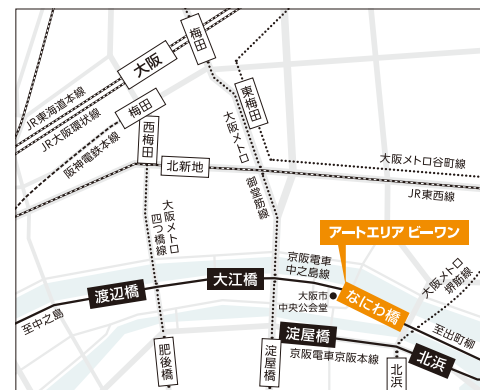 梅田
大阪
JR東海道本線
JR大阪環状線
梅田
東梅田
阪神電鉄本線
西梅田
大阪メトロ
御堂筋線
北新地
大阪メトロ谷町線
JR東西線
大阪メトロ
四つ橋線
アートエリア ビーワン
京阪電車
中之島線
大江橋
渡辺橋
大阪市
中央公会堂
なにわ橋
大阪メトロ
堺筋線
至中之島
至出町柳
淀屋橋
京阪電車京阪本線
北浜
肥後橋
淀屋橋
北浜